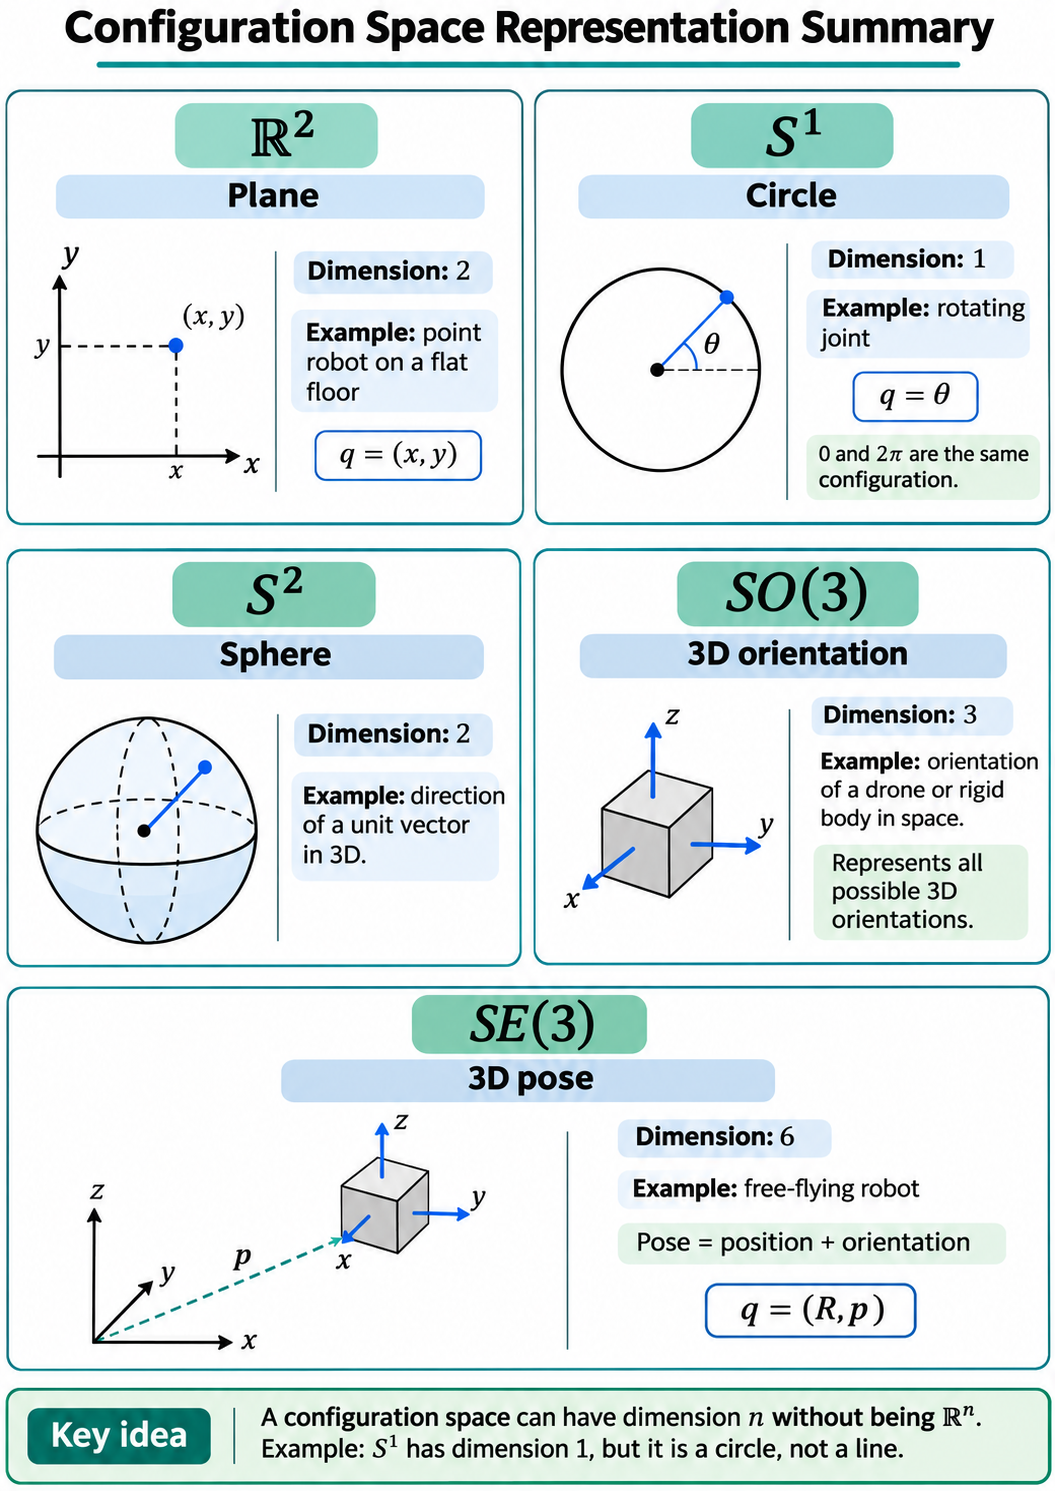 Configuration Space Representation Summary
ℝ²
Plane
y
(x, y)
y
x
x
Dimension: 2
Example: point
robot on a flat
floor
q = (x, y)
S¹
Circle
θ
Dimension: 1
Example: rotating
joint
q = θ
0 and 2π are the same
configuration.
S²
Sphere
Dimension: 2
Example: direction
of a unit vector
in 3D.
SO(3)
3D orientation
z
y
x
Dimension: 3
Example: orientation
of a drone or rigid
body in space.
Represents all
possible 3D
orientations.
SE(3)
3D pose
z
y
x
z
y
p
x
Dimension: 6
Example: free-flying robot
Pose = position + orientation
q = (R, p)
Key idea
A configuration space can have dimension n without being ℝⁿ.
Example: S¹ has dimension 1, but it is a circle, not a line.